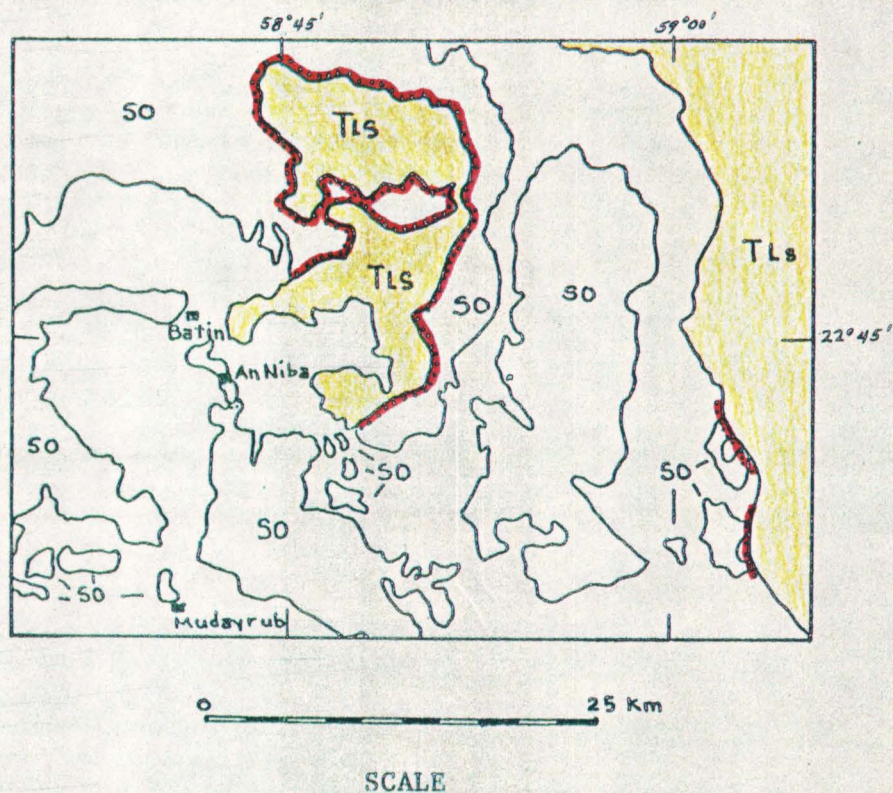 58°45' 59°00'
SO
TLS
TLS
TLs
SO
SO
Batin
22°45'
An Niba
SO
SO
SO
SO
SO
Mudayrub
0 25 Km
SCALE